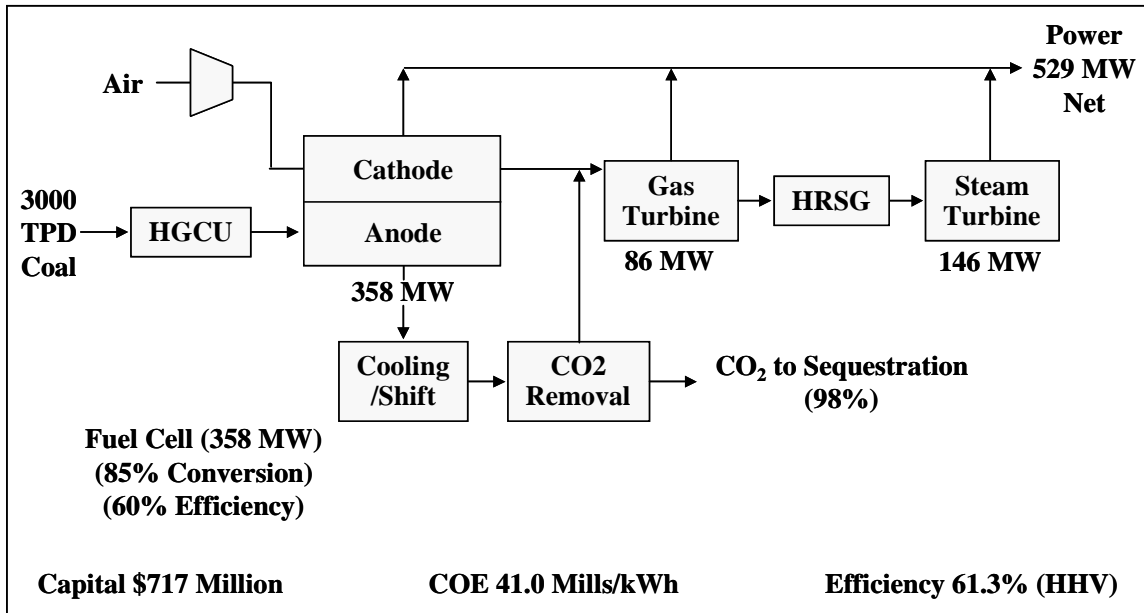 Power
529 MW
Net
Air
Cathode
Anode
3000
TPD
Coal
HGCU
Gas
Turbine
HRSG
Steam
Turbine
86 MW
146 MW
358 MW
Cooling
/Shift
CO2
Removal
CO₂ to Sequestration
(98%)
Fuel Cell (358 MW)
(85% Conversion)
(60% Efficiency)
Capital $717 Million
COE 41.0 Mills/kWh
Efficiency 61.3% (HHV)